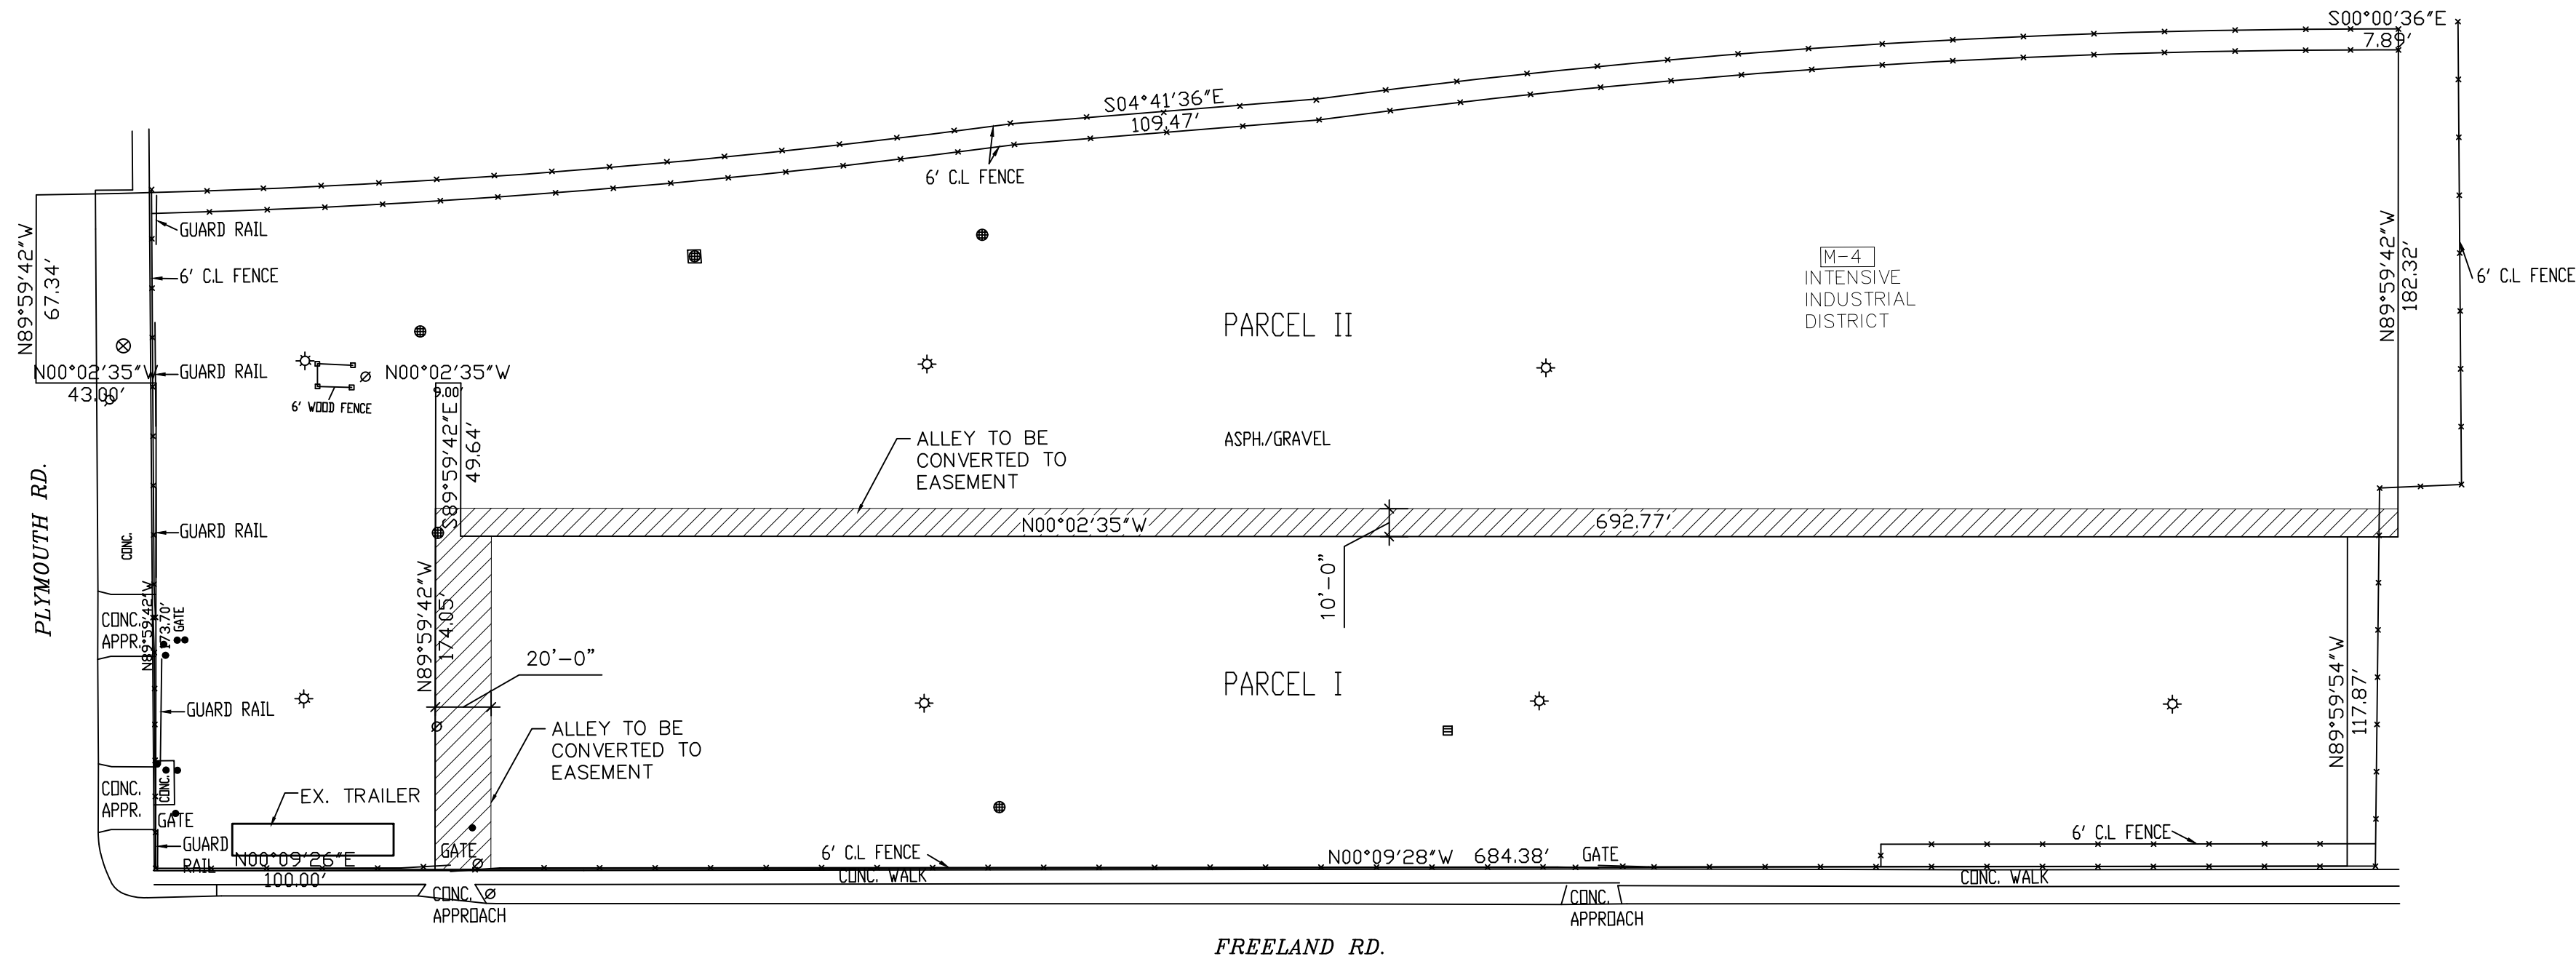 S00°00'36"E
7.89'
S04°41'36"E
109.47'
6' C.L FENCE
GUARD RAIL
N89°59'42"W
67.34'
6' C.L FENCE
M-4
INTENSIVE
INDUSTRIAL
DISTRICT
N89°59'42"W
182.32'
6' C.L FENCE
PARCEL II
N00°02'35"W
43.00'
GUARD RAIL
6' WOOD FENCE
N00°02'35"W
9.00'
S89°59'42"E
49.64'
ALLEY TO BE
CONVERTED TO
EASEMENT
ASPH./GRAVEL
PLYMOUTH RD.
CONC.
GUARD RAIL
N00°02'35"W
692.77'
10'-0"
N89°59'42"W
174.05'
CONC.
APPR.
N89°59'42"W
173.70'
GATE
20'-0"
PARCEL I
N89°59'54"W
117.87'
GUARD RAIL
ALLEY TO BE
CONVERTED TO
EASEMENT
CONC.
APPR.
CONC.
EX. TRAILER
GATE
GUARD
RAIL
N00°09'26"E
100.00'
GATE
6' C.L FENCE
CONC. WALK
N00°09'28"W 684.38'
GATE
6' C.L FENCE
CONC. WALK
CONC.
APPROACH
CONC.
APPROACH
FREELAND RD.